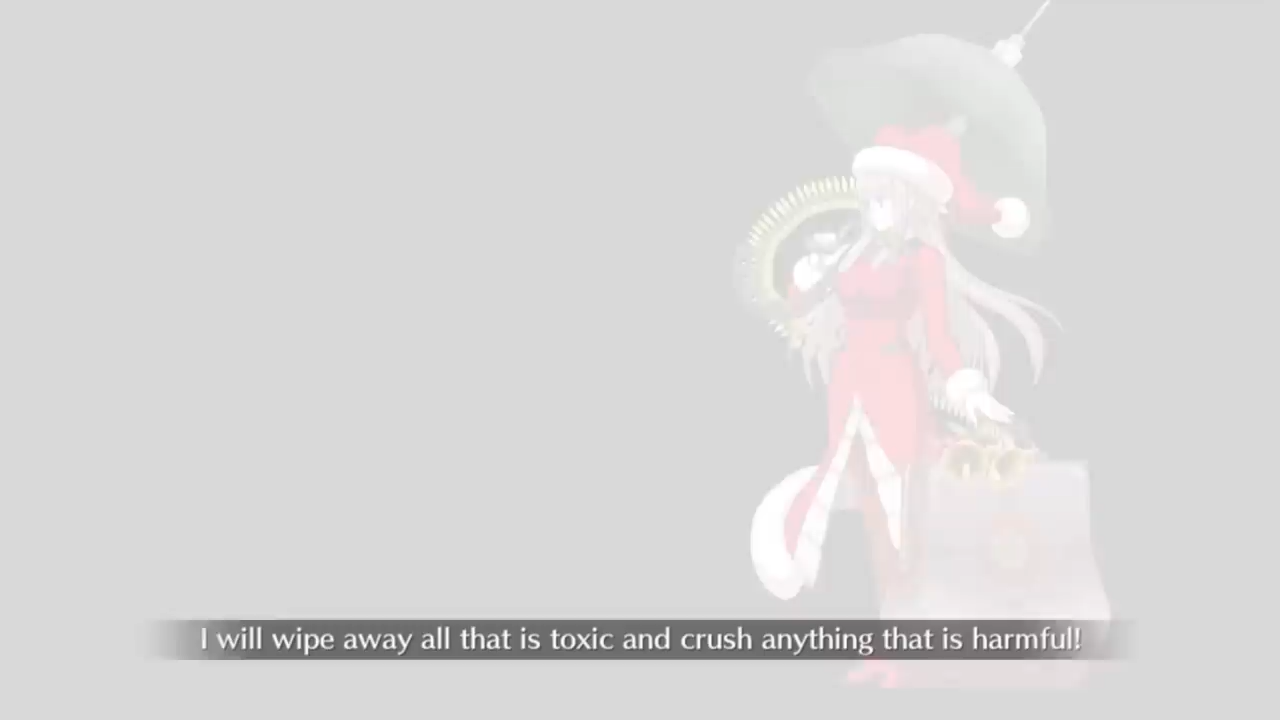 I will wipe away all that is toxic and crush anything that is harmful!